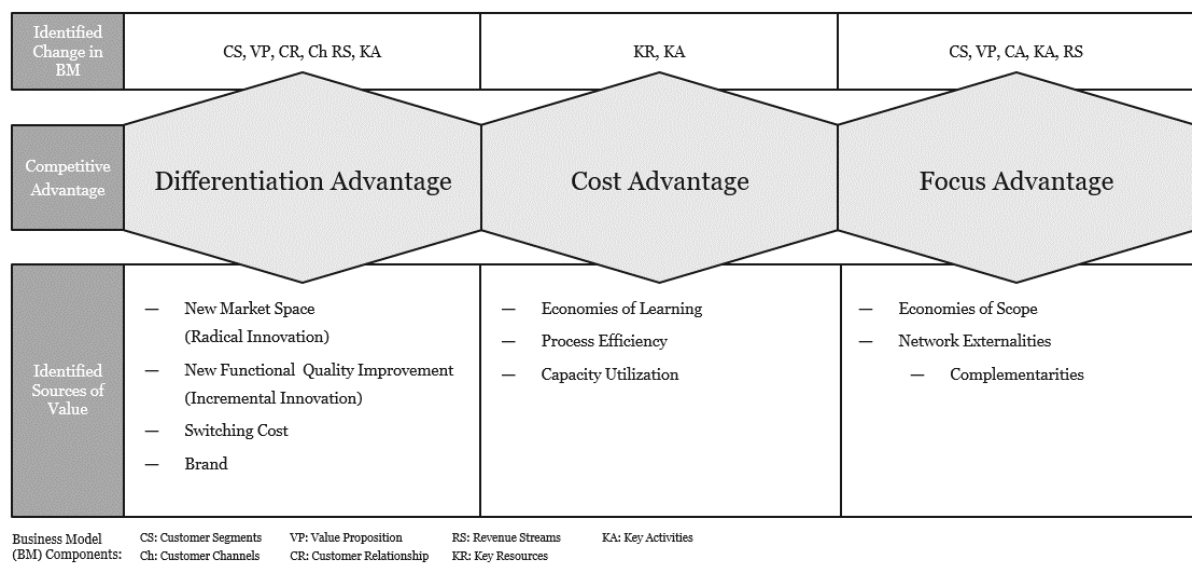 Identified
Change in
BM
CS, VP, CR, Ch RS, KA
KR, KA
CS, VP, CA, KA, RS
Competitive
Advantage
Differentiation Advantage
Cost Advantage
Focus Advantage
Identified
Sources of
Value
— New Market Space
(Radical Innovation)
— New Functional Quality Improvement
(Incremental Innovation)
— Switching Cost
— Brand
— Economies of Learning
— Process Efficiency
— Capacity Utilization
— Economies of Scope
— Network Externalities
— Complementarities
Business Model
(BM) Components:
CS: Customer Segments VP: Value Proposition RS: Revenue Streams KA: Key Activities
Ch: Customer Channels CR: Customer Relationship KR: Key Resources